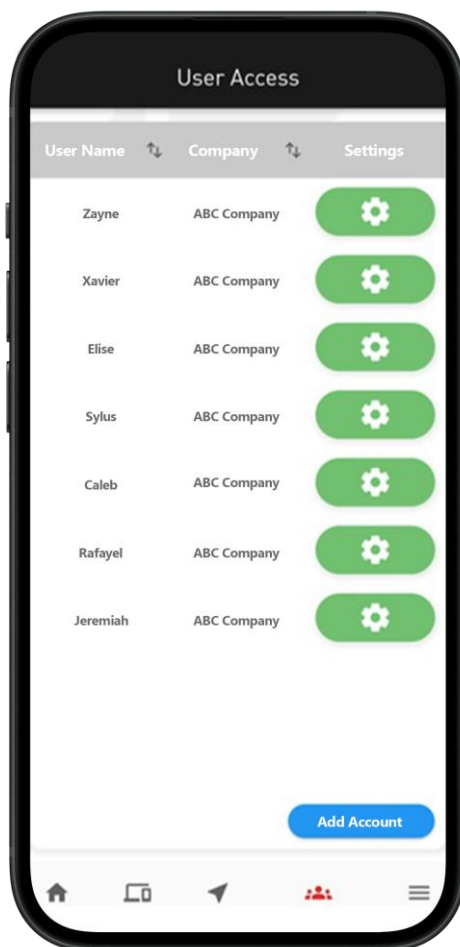 User Access
User Name Company Settings
Zayne ABC Company
Xavier ABC Company
Elise ABC Company
Sylus ABC Company
Caleb ABC Company
Rafayel ABC Company
Jeremiah ABC Company
Add Account